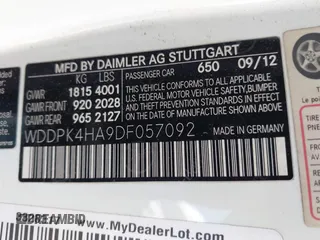 MFD BY DAIMLER AG STUTTGART
KG LBS PASSENGER CAR 650 09/12
GVWR 1815 4001
GAWR FRONT 920 2028
GAWR REAR 965 2127
THIS VEHICLE CONFORMS TO ALL APPLICABLE
U.S. FEDERAL MOTOR VEHICLE SAFETY, BUMPER
AND THEFT PREVENTION STANDARDS IN EFFECT
ON THE DATE OF MANUFACTURE SHOWN ABOVE.
WDDPK4HA9DF057092
MADE IN
www.MyDealerLot.com